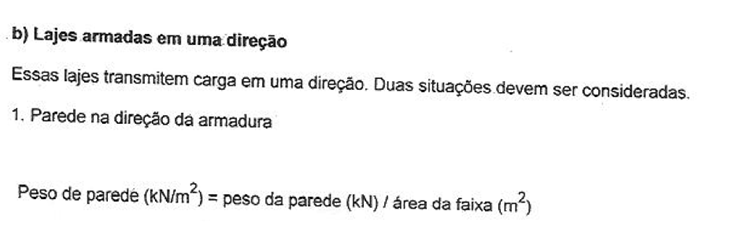 b) Lajes armadas em uma direção
Essas lajes transmitem carga em uma direção. Duas situações devem ser consideradas.
1. Parede na direção da armadura
Peso de parede (kN/m²) = peso da parede (kN) / área da faixa (m²)